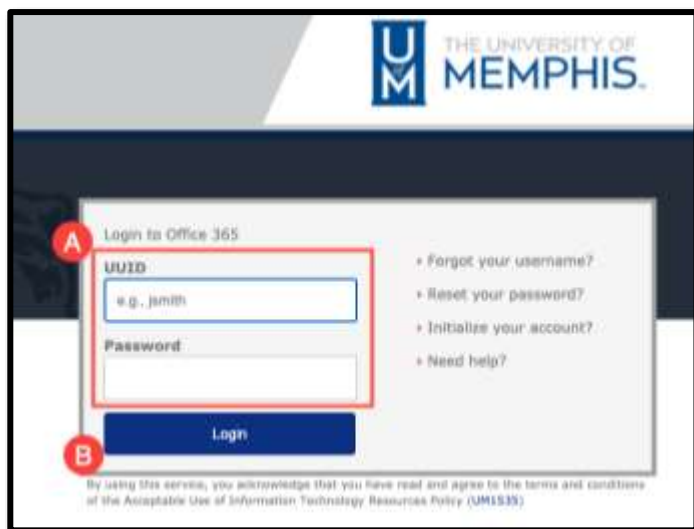 THE UNIVERSITY OF
MEMPHIS
A
Login to Office 365
UUID
e.g., jsmith
Password
Login
B
› Forgot your username?
› Reset your password?
› Initialize your account?
› Need help?
By using this service, you acknowledge that you have read and agree to the terms and conditions
of the Acceptable Use of Information Technology Resources Policy (UM1535)